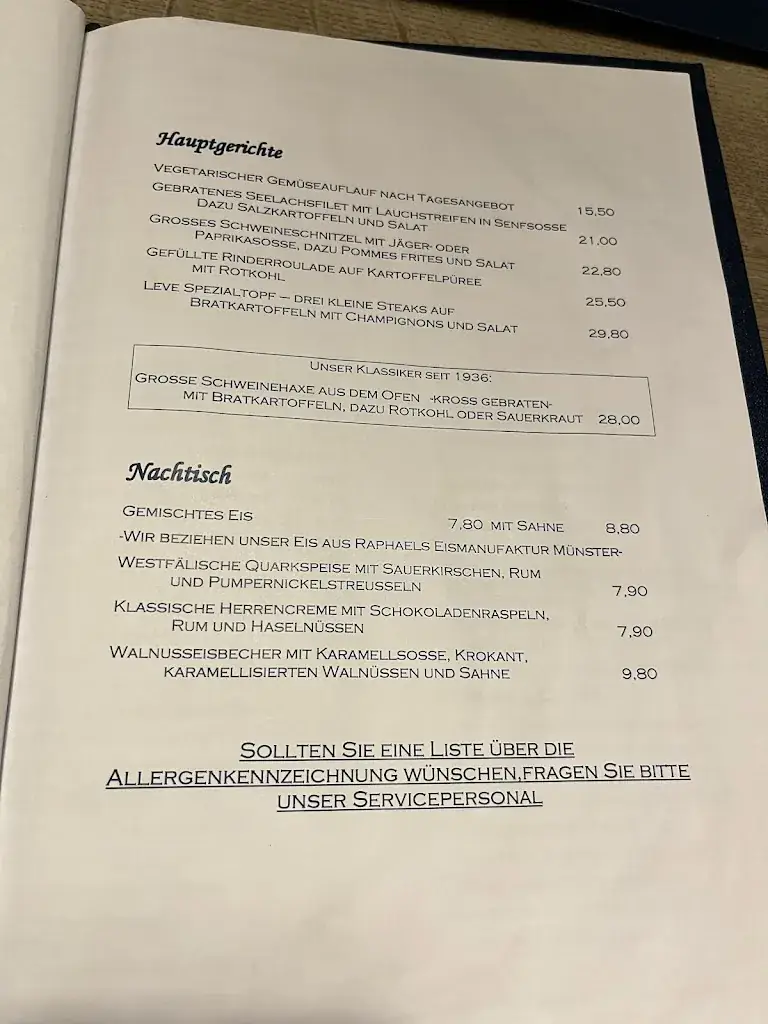 Hauptgerichte
VEGETARISCHER GEMÜSEAUFLAUF NACH TAGESANGEBOT 15,50
GEBRATENES SEELACHSFILET MIT LAUCHSTREIFEN IN SENFSOSSE
DAZU SALZKARTOFFELN UND SALAT 21,00
GROSSES SCHWEINESCHNITZEL MIT JÄGER- ODER
PAPRIKASOSSE, DAZU POMMES FRITES UND SALAT 22,80
GEFÜLLTE RINDERROULADE AUF KARTOFFELPÜREE
MIT ROTKOHL 25,50
LEVE SPEZIALTOPF – DREI KLEINE STEAKS AUF
BRATKARTOFFELN MIT CHAMPIGNONS UND SALAT 29,80
UNSER KLASSIKER SEIT 1936:
GROSSE SCHWEINEHAXE AUS DEM OFEN -KROSS GEBRATEN-
MIT BRATKARTOFFELN, DAZU ROTKOHL ODER SAUERKRAUT 28,00
Nachtisch
GEMISCHTES EIS 7,80 MIT SAHNE 8,80
-WIR BEZIEHEN UNSER EIS AUS RAPHAELS EISMANUFAKTUR MÜNSTER-
WESTFÄLISCHE QUARKSPEISE MIT SAUERKIRSCHEN, RUM
UND PUMPERNICKELSTREUSSELN 7,90
KLASSISCHE HERRENCREME MIT SCHOKOLADENRASPELN,
RUM UND HASELNÜSSEN 7,90
WALNUSSEISBECHER MIT KARAMELLSOSSE, KROKANT,
KARAMELLISIERTEN WALNÜSSEN UND SAHNE 9,80
SOLLTEN SIE EINE LISTE ÜBER DIE
ALLERGENKENNZEICHNUNG WÜNSCHEN,FRAGEN SIE BITTE
UNSER SERVICEPERSONAL